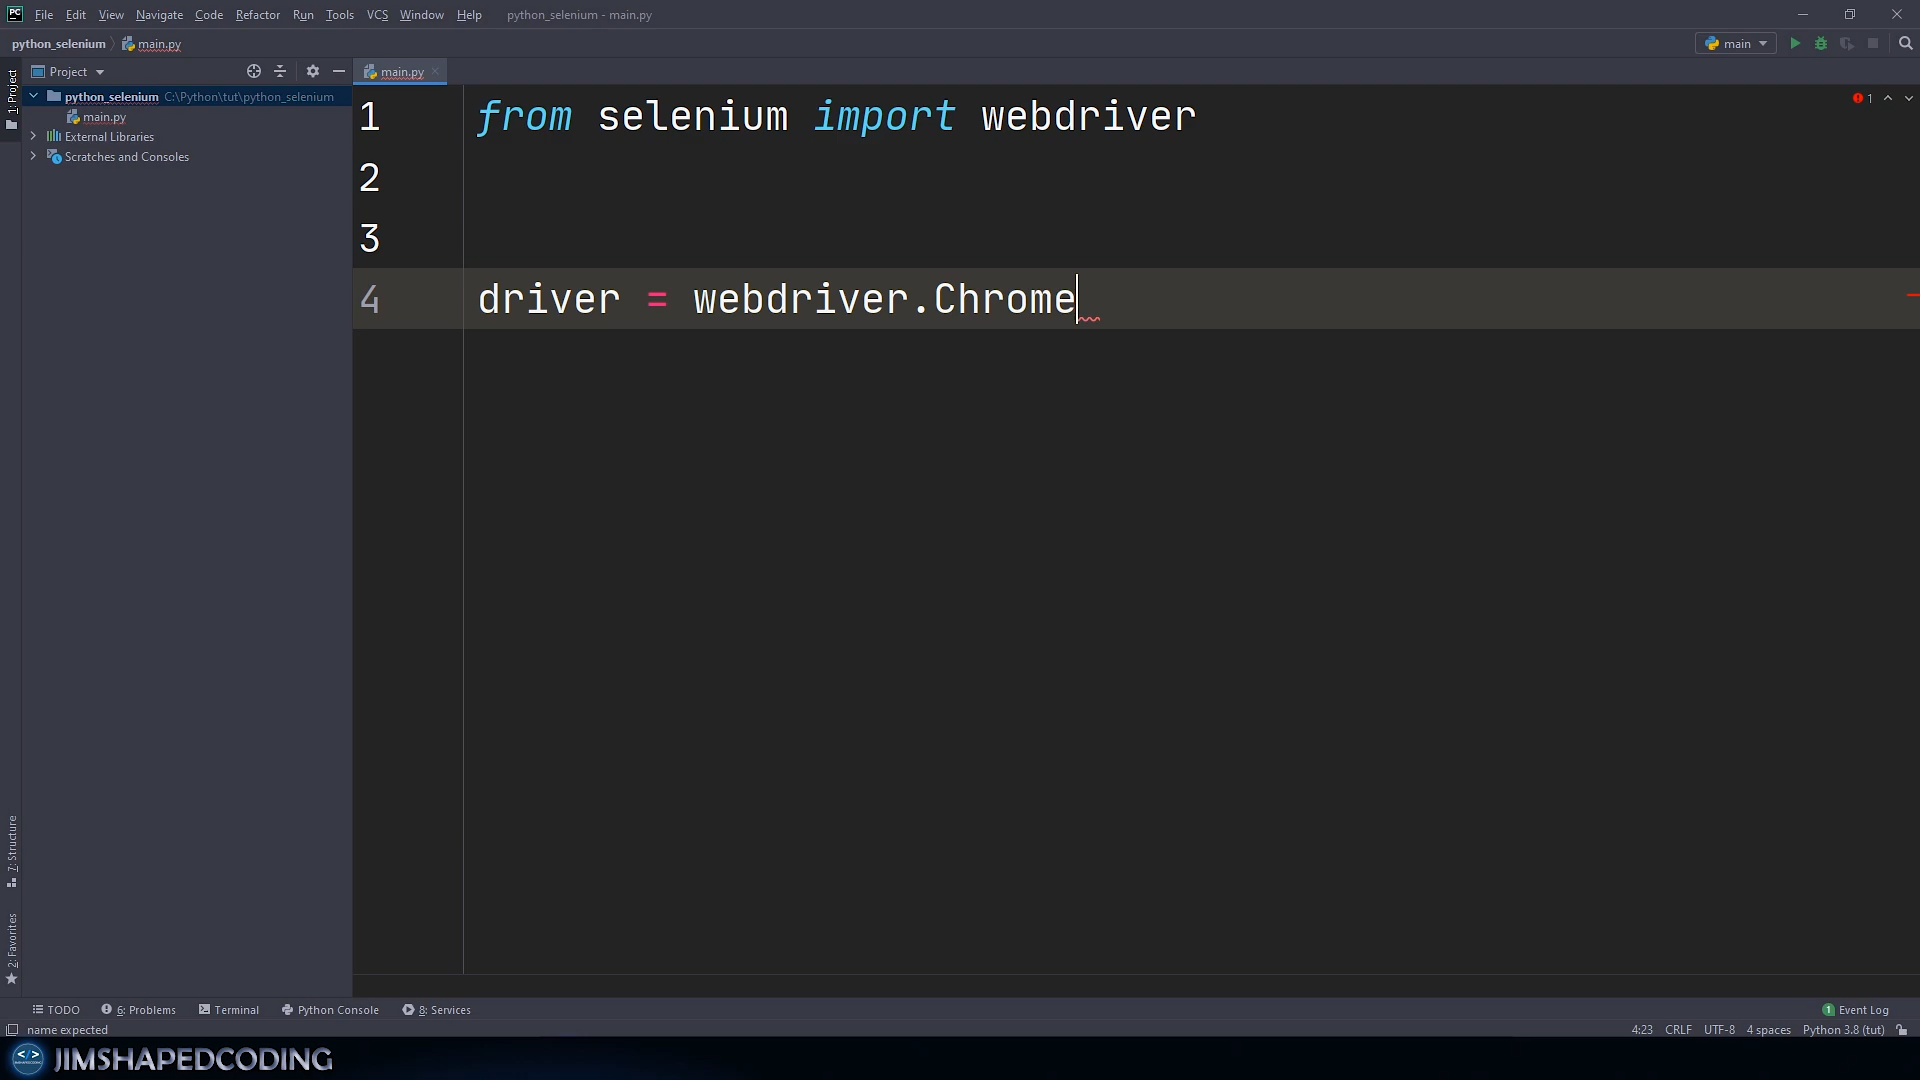 PC File Edit View Navigate Code Refactor Run Tools VCS Window Help python_selenium - main.py
python_selenium main.py main
Project main.py
1: Project
python_selenium C:\Python\tut\python_selenium
main.py
External Libraries
Scratches and Consoles
1 from selenium import webdriver
1
2
3
4 driver = webdriver.Chrome
7: Structure
2: Favorites
TODO 6: Problems Terminal Python Console 8: Services 1 Event Log
name expected 4:23 CRLF UTF-8 4 spaces Python 3.8 (tut)
</> JIMSHAPEDCODING